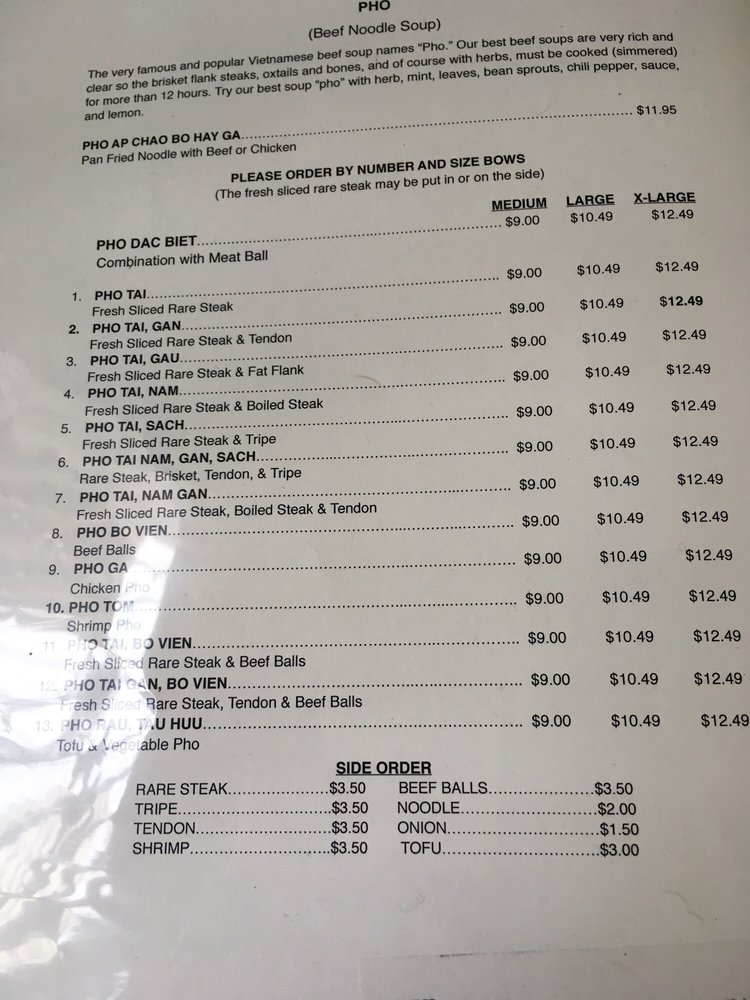 PHO
(Beef Noodle Soup)
The very famous and popular Vietnamese beef soup names “Pho.” Our best beef soups are very rich and
clear so the brisket flank steaks, oxtails and bones, and of course with herbs, must be cooked (simmered)
for more than 12 hours. Try our best soup “pho” with herb, mint, leaves, bean sprouts, chili pepper, sauce,
and lemon.
PHO AP CHAO BO HAY GA........ $11.95
Pan Fried Noodle with Beef or Chicken
PLEASE ORDER BY NUMBER AND SIZE BOWS
(The fresh sliced rare steak may be put in or on the side)
MEDIUM LARGE X-LARGE
PHO DAC BIET........ $9.00 $10.49 $12.49
Combination with Meat Ball
1. PHO TAI........ $9.00 $10.49 $12.49
Fresh Sliced Rare Steak
2. PHO TAI, GAN........ $9.00 $10.49 $12.49
Fresh Sliced Rare Steak & Tendon
3. PHO TAI, GAU........ $9.00 $10.49 $12.49
Fresh Sliced Rare Steak & Fat Flank
4. PHO TAI, NAM........ $9.00 $10.49 $12.49
Fresh Sliced Rare Steak & Boiled Steak
5. PHO TAI, SACH........ $9.00 $10.49 $12.49
Fresh Sliced Rare Steak & Tripe
6. PHO TAI NAM, GAN, SACH........ $9.00 $10.49 $12.49
Rare Steak, Brisket, Tendon, & Tripe
7. PHO TAI, NAM GAN........ $9.00 $10.49 $12.49
Fresh Sliced Rare Steak, Boiled Steak & Tendon
8. PHO BO VIEN........ $9.00 $10.49 $12.49
Beef Balls
9. PHO GA........ $9.00 $10.49 $12.49
Chicken Pho
10. PHO TOM........ $9.00 $10.49 $12.49
Shrimp Pho
11. PHO TAI, BO VIEN........ $9.00 $10.49 $12.49
Fresh Sliced Rare Steak & Beef Balls
12. PHO TAI GAN, BO VIEN........ $9.00 $10.49 $12.49
Fresh Sliced Rare Steak, Tendon & Beef Balls
13. PHO RAU, TAU HUU........ $9.00 $10.49 $12.49
Tofu & Vegetable Pho
SIDE ORDER
RARE STEAK........$3.50 BEEF BALLS........$3.50
TRIPE........$3.50 NOODLE........$2.00
TENDON........$3.50 ONION........$1.50
SHRIMP........$3.50 TOFU........$3.00